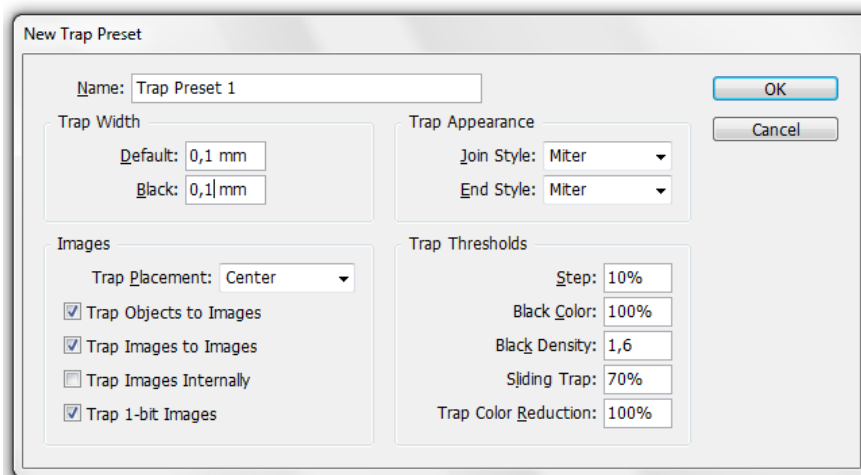 New Trap Preset
Name: Trap Preset 1
OK
Cancel
Trap Width
Default: 0,1 mm
Black: 0,1 mm
Trap Appearance
Join Style: Miter
End Style: Miter
Images
Trap Placement: Center
Trap Objects to Images
Trap Images to Images
Trap Images Internally
Trap 1-bit Images
Trap Thresholds
Step: 10%
Black Color: 100%
Black Density: 1,6
Sliding Trap: 70%
Trap Color Reduction: 100%